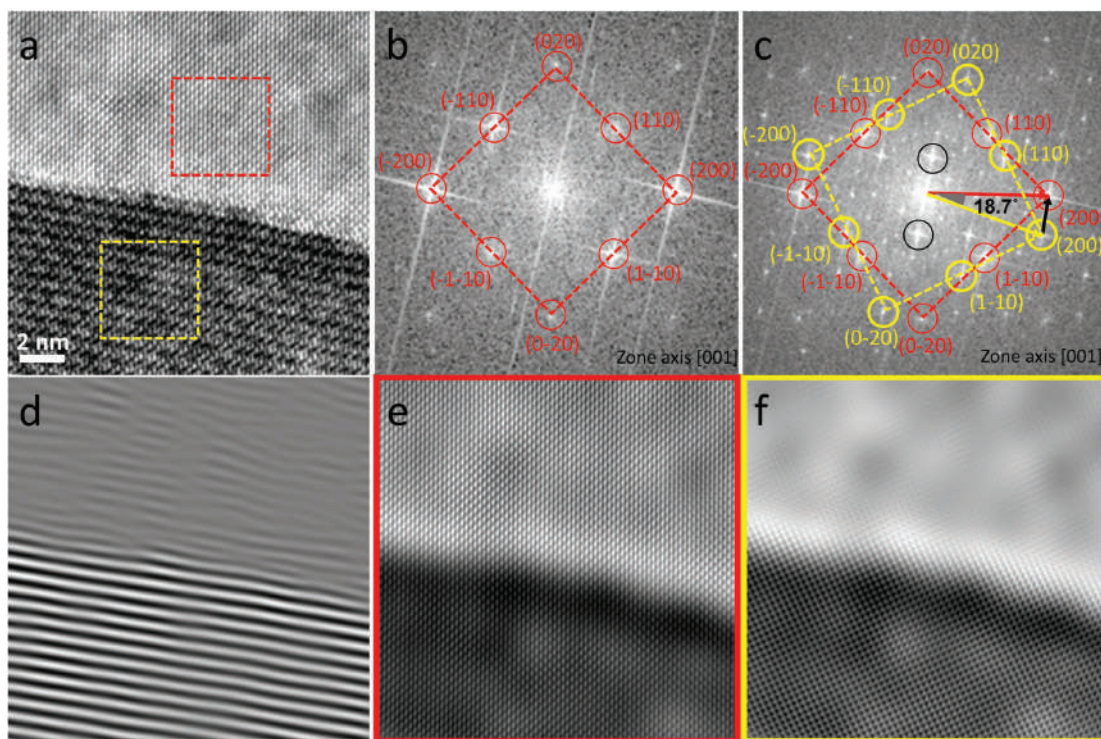 a
2 nm
b
(020)
(-110)
(110)
(-200)
(200)
(-1-10)
(1-10)
(0-20)
Zone axis [001]
c
(020)
(020)
(-110)
(-110)
(110)
(110)
(-200)
(-200)
18.7°
(200)
(200)
(-1-10)
(-1-10)
(1-10)
(1-10)
(0-20)
(0-20)
Zone axis [001]
d
e
f